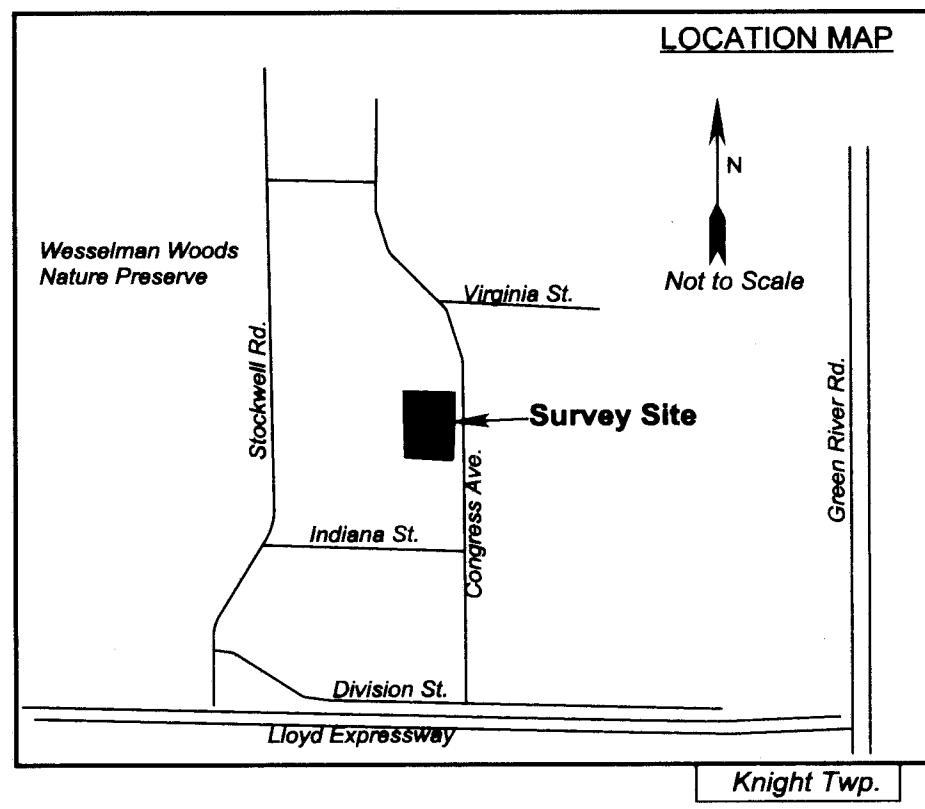 LOCATION MAP
N
Wesselman Woods
Nature Preserve
Not to Scale
Virginia St.
Stockwell Rd.
Green River Rd.
Survey Site
Congress Ave.
Indiana St.
Division St.
Lloyd Expressway
Knight Twp.